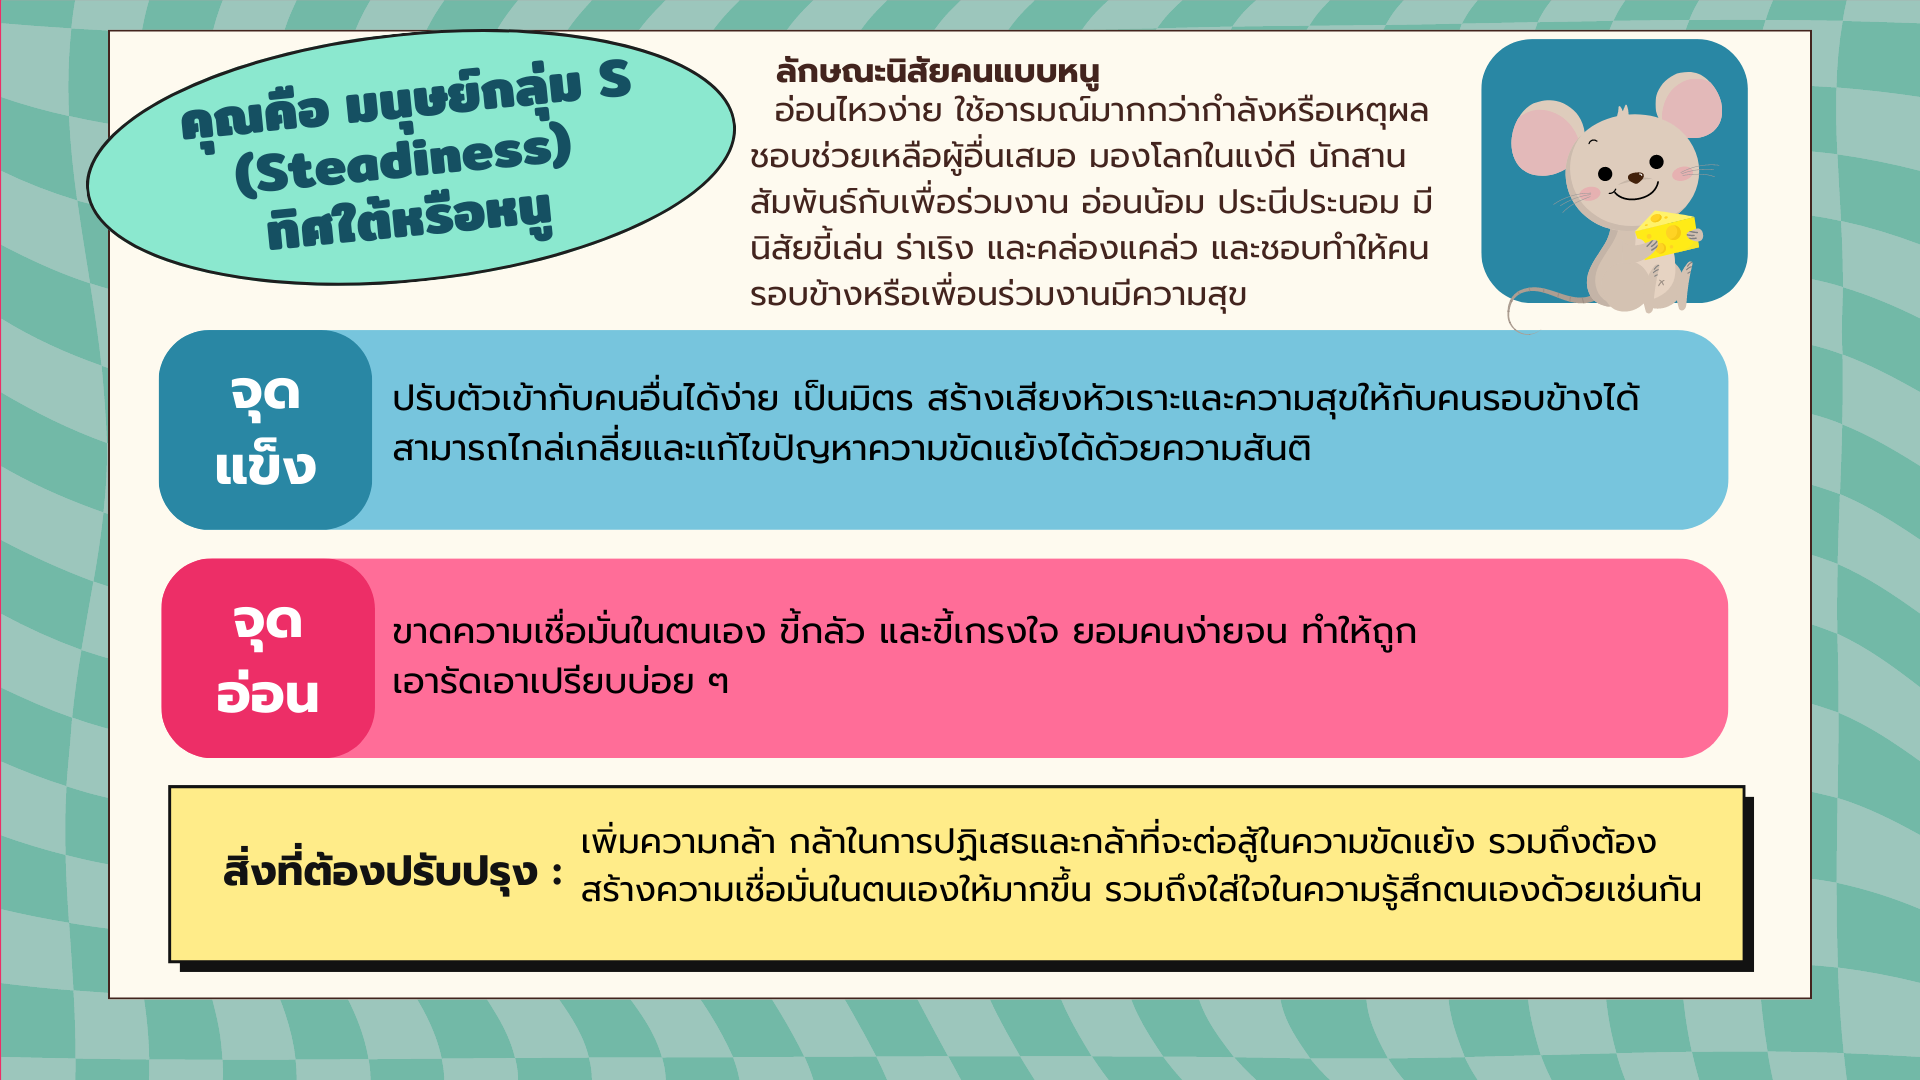 คุณคือ มนุษย์กลุ่ม S
(Steadiness)
ทิศใต้หรือหนู
ลักษณะนิสัยคนแบบหนู
อ่อนไหวง่าย ใช้อารมณ์มากกว่ากำลังหรือเหตุผล
ชอบช่วยเหลือผู้อื่นเสมอ มองโลกในแง่ดี นักสาน
สัมพันธ์กับเพื่อร่วมงาน อ่อนน้อม ประนีประนอม มี
นิสัยขี้เล่น ร่าเริง และคล่องแคล่ว และชอบทำให้คน
รอบข้างหรือเพื่อนร่วมงานมีความสุข
จุด
แข็ง
ปรับตัวเข้ากับคนอื่นได้ง่าย เป็นมิตร สร้างเสียงหัวเราะและความสุขให้กับคนรอบข้างได้
สามารถไกล่เกลี่ยและแก้ไขปัญหาความขัดแย้งได้ด้วยความสันติ
จุด
อ่อน
ขาดความเชื่อมั่นในตนเอง ขี้กลัว และขี้เกรงใจ ยอมคนง่ายจน ทำให้ถูก
เอารัดเอาเปรียบบ่อย ๆ
สิ่งที่ต้องปรับปรุง :
เพิ่มความกล้า กล้าในการปฏิเสธและกล้าที่จะต่อสู้ในความขัดแย้ง รวมถึงต้อง
สร้างความเชื่อมั่นในตนเองให้มากขึ้น รวมถึงใส่ใจในความรู้สึกตนเองด้วยเช่นกัน